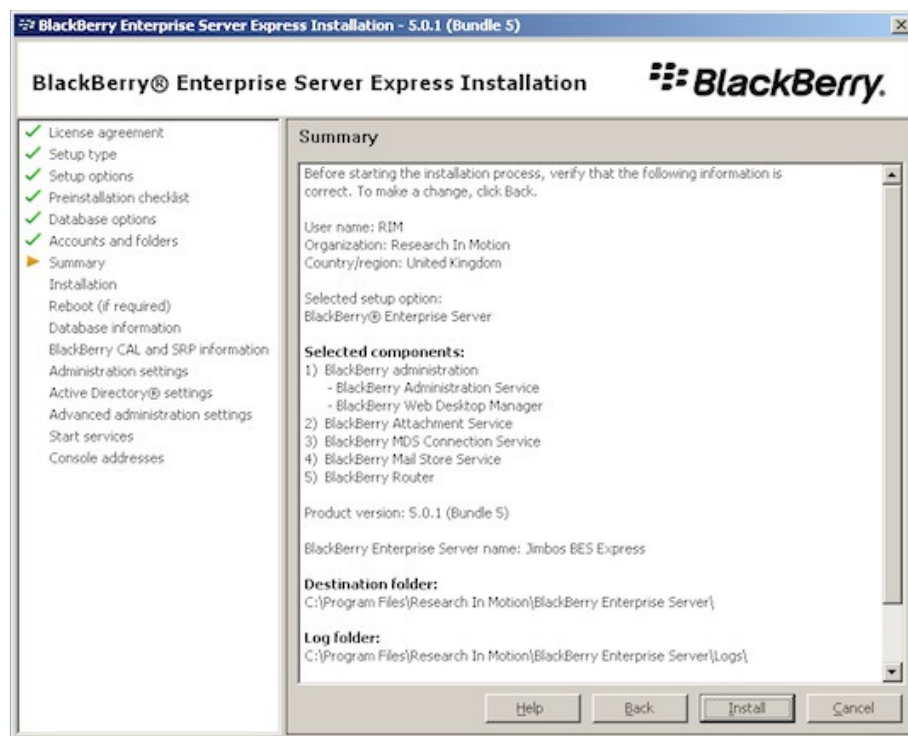 BlackBerry Enterprise Server Express Installation - 5.0.1 (Bundle 5)
BlackBerry® Enterprise Server Express Installation
BlackBerry.
License agreement
Setup type
Setup options
Preinstallation checklist
Database options
Accounts and folders
Summary
Installation
Reboot (if required)
Database information
BlackBerry CAL and SRP information
Administration settings
Active Directory® settings
Advanced administration settings
Start services
Console addresses
Summary
Before starting the installation process, verify that the following information is
correct. To make a change, click Back.
User name: RIM
Organization: Research In Motion
Country/region: United Kingdom
Selected setup option:
BlackBerry® Enterprise Server
Selected components:
1) BlackBerry administration
- BlackBerry Administration Service
- BlackBerry Web Desktop Manager
2) BlackBerry Attachment Service
3) BlackBerry MDS Connection Service
4) BlackBerry Mail Store Service
5) BlackBerry Router
Product version: 5.0.1 (Bundle 5)
BlackBerry Enterprise Server name: Jimbos BES Express
Destination folder:
C:\Program Files\Research In Motion\BlackBerry Enterprise Server\
Log folder:
C:\Program Files\Research In Motion\BlackBerry Enterprise Server\Logs\
Help
Back
Install
Cancel